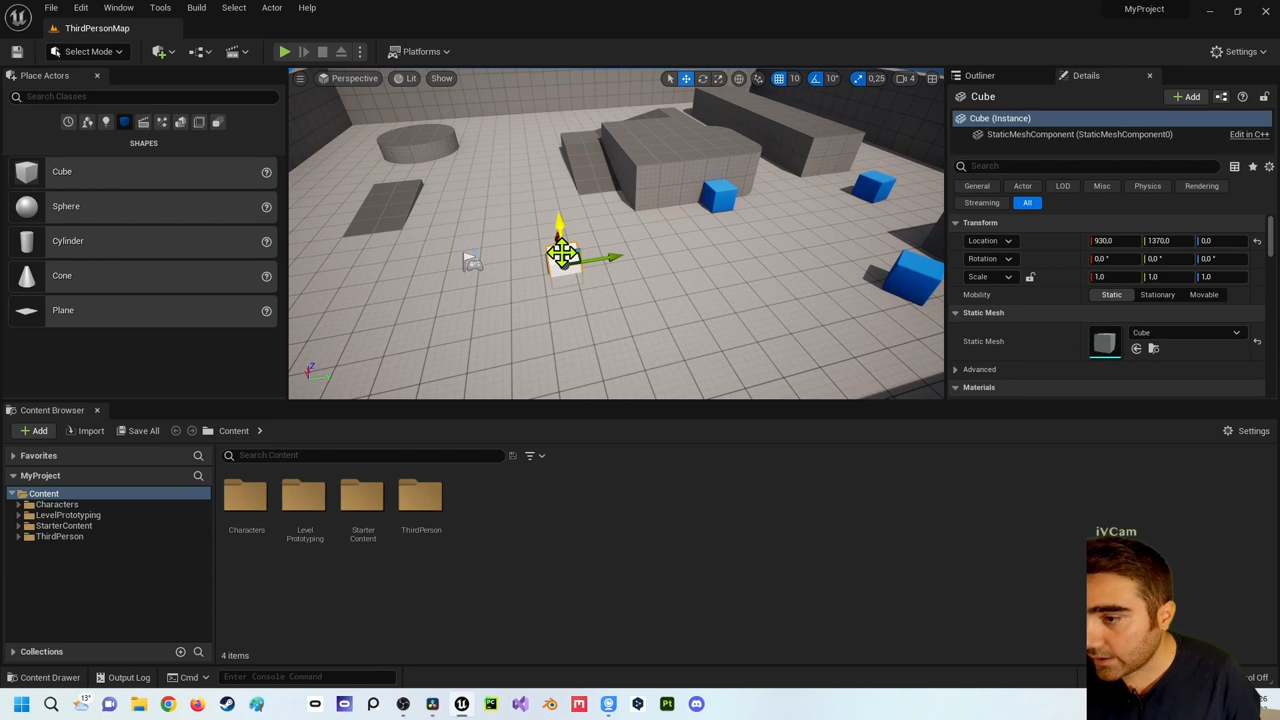 File Edit Window Tools Build Select Actor Help
MyProject
ThirdPersonMap
Select Mode
Platforms
Settings
Place Actors
Search Classes
SHAPES
Cube
Sphere
Cylinder
Cone
Plane
Perspective Lit Show
10 10° 0,25 4
Outliner Details
Cube
Add
Cube (Instance)
StaticMeshComponent (StaticMeshComponent0) Edit in C++
Search
General Actor LOD Misc Physics Rendering
Streaming All
Transform
Location 930,0 1370,0 0,0
Rotation 0,0 ° 0,0 ° 0,0 °
Scale 1,0 1,0 1,0
Mobility Static Stationary Movable
Static Mesh
Static Mesh Cube
Advanced
Materials
Z
Content Browser
Add Import Save All Content Settings
Favorites
MyProject
Content
Characters
LevelPrototyping
StarterContent
ThirdPerson
Collections
Search Content
Characters
Level
Prototyping
Starter
Content
ThirdPerson
4 items
iVCam
Content Drawer Output Log Cmd Enter Console Command
13°